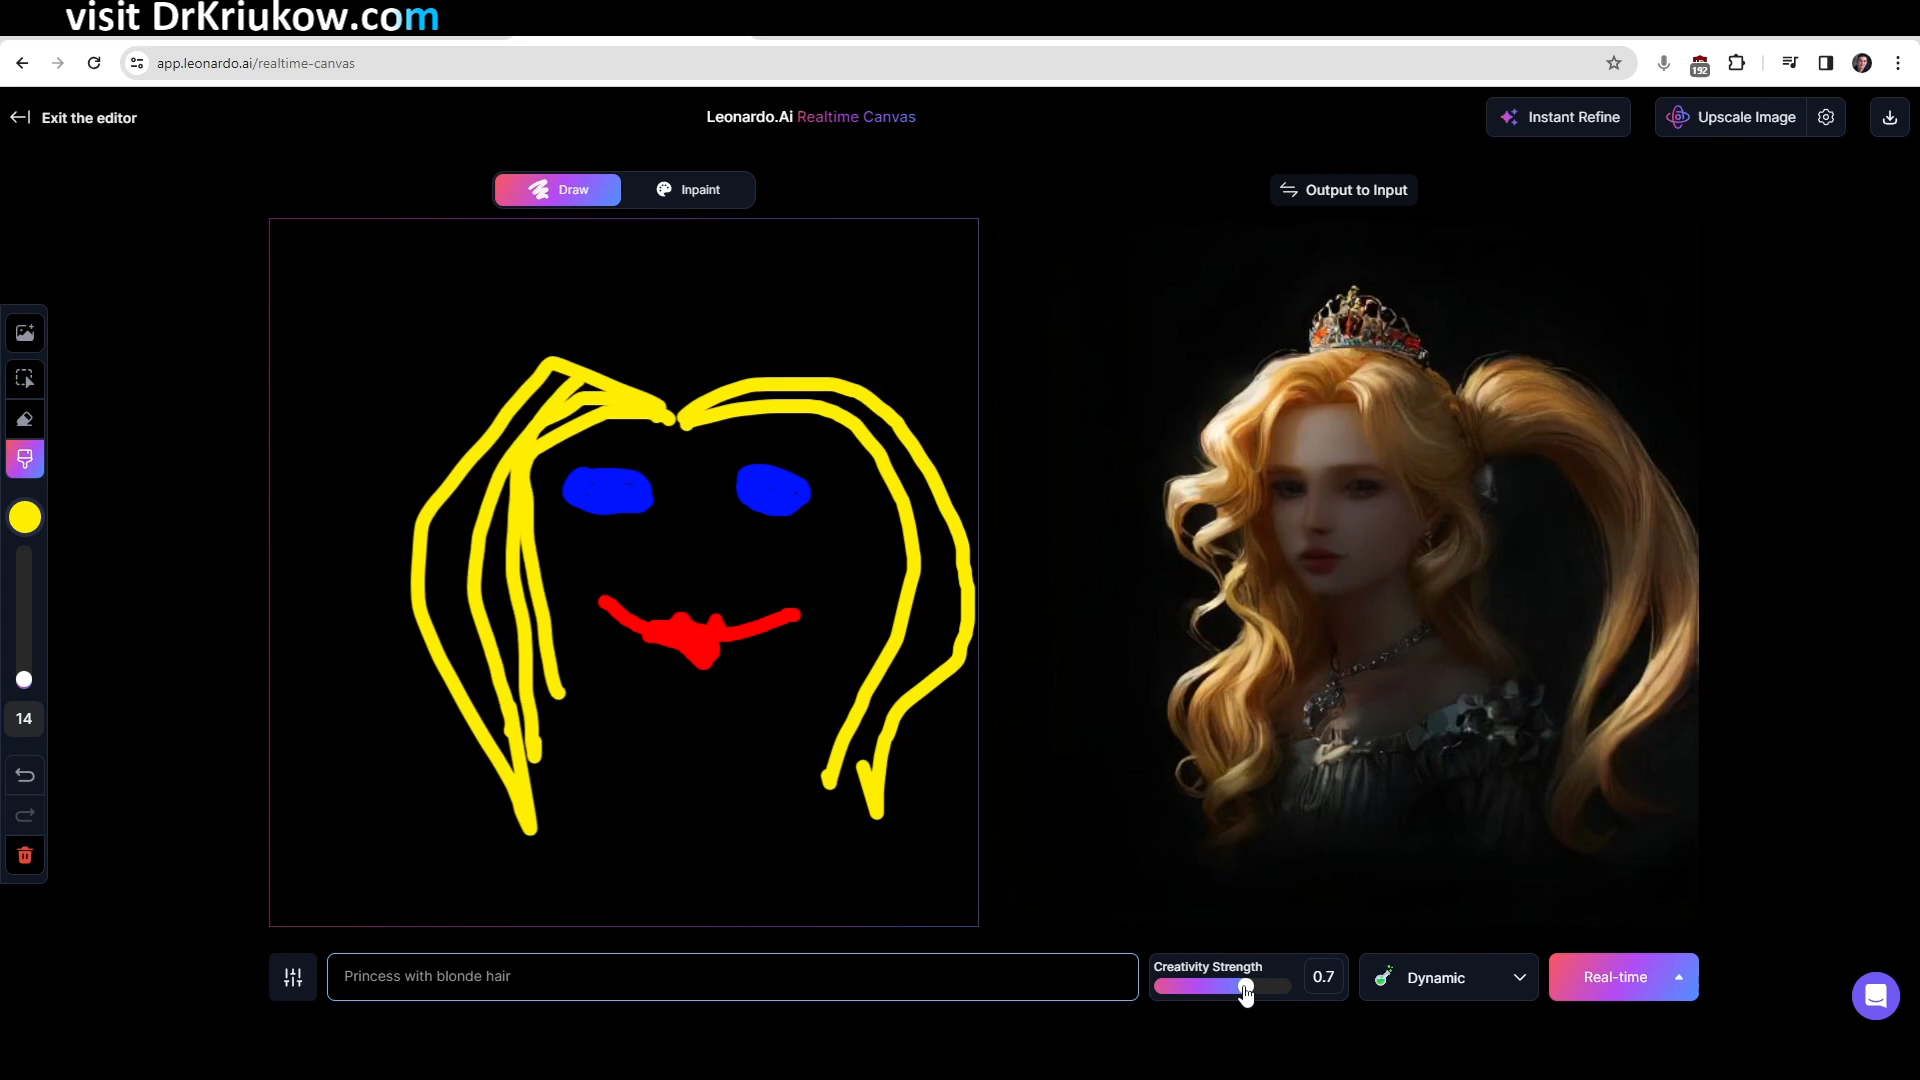 visit DrKriukow.com
app.leonardo.ai/realtime-canvas
192
Exit the editor
Leonardo.Ai Realtime Canvas
Instant Refine
Upscale Image
Draw
Inpaint
Output to Input
14
Princess with blonde hair
Creativity Strength
0.7
Dynamic
Real-time